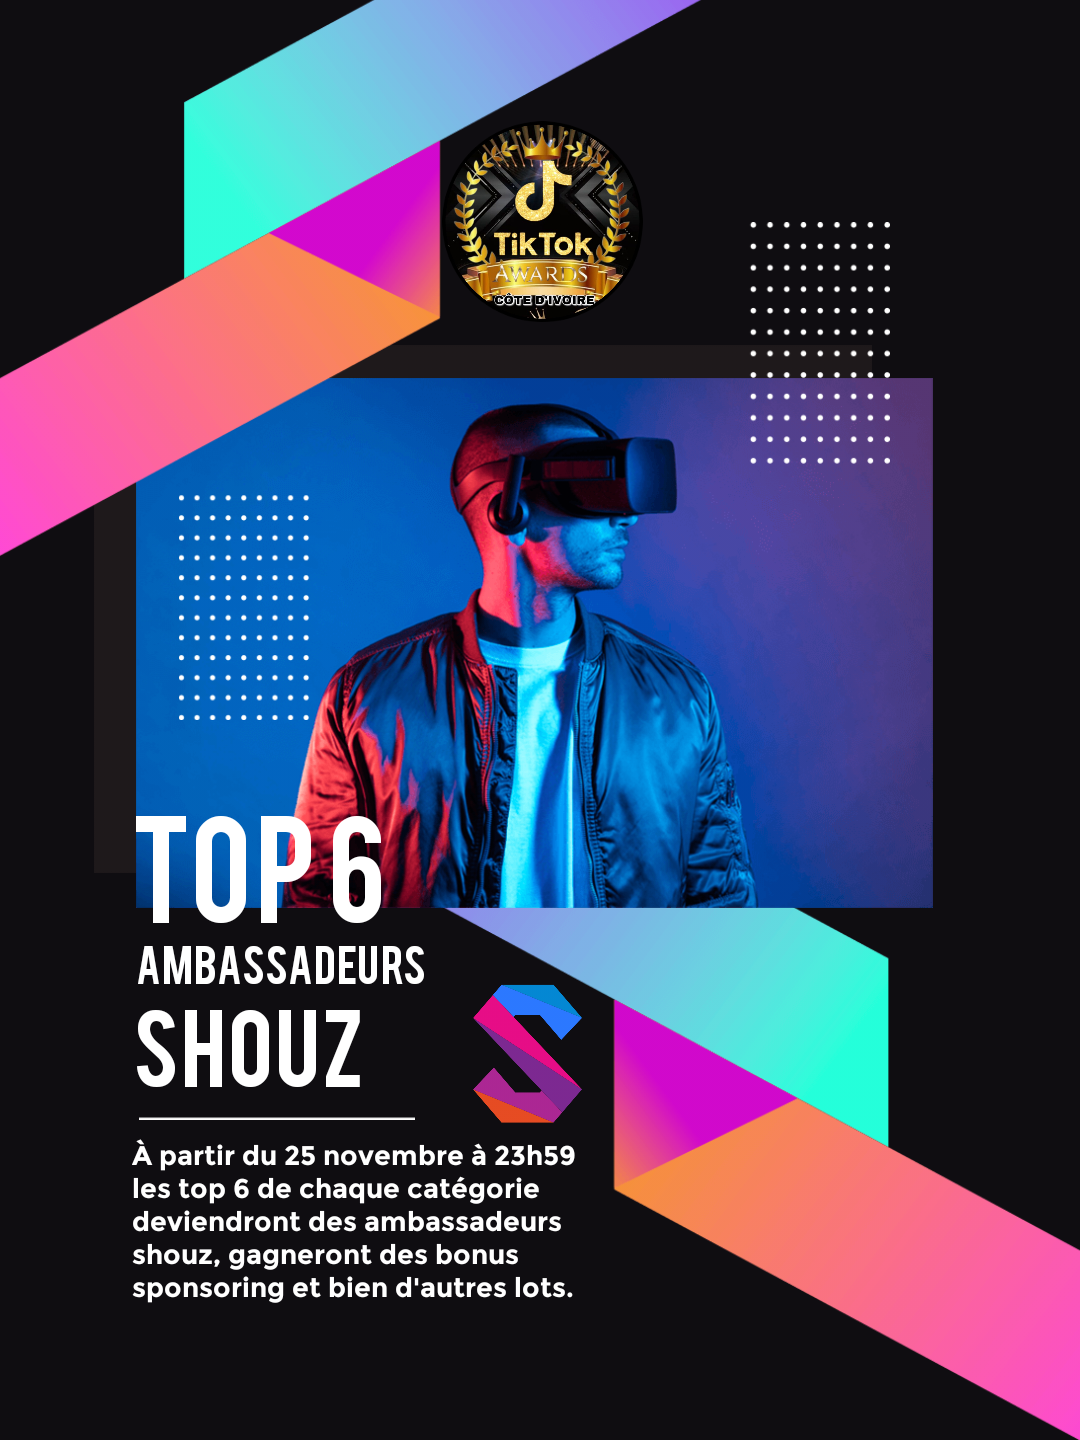 TikTok
AWARDS
CÔTE D'IVOIRE
TOP 6
AMBASSADEURS
SHOUZ
À partir du 25 novembre à 23h59
les top 6 de chaque catégorie
deviendront des ambassadeurs
shouz, gagneront des bonus
sponsoring et bien d'autres lots.